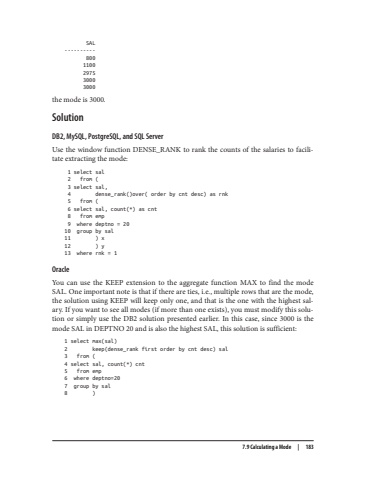 SAL
----------
800
1100
2975
3000
3000
the mode is 3000.
Solution
DB2, MySQL, PostgreSQL, and SQL Server
Use the window function DENSE_RANK to rank the counts of the salaries to facili-
tate extracting the mode:
1 select sal
2 from (
3 select sal,
4 dense_rank()over( order by cnt desc) as rnk
5 from (
6 select sal, count(*) as cnt
8 from emp
9 where deptno = 20
10 group by sal
11 ) x
12 ) y
13 where rnk = 1
Oracle
You can use the KEEP extension to the aggregate function MAX to find the mode
SAL. One important note is that if there are ties, i.e., multiple rows that are the mode,
the solution using KEEP will keep only one, and that is the one with the highest sal-
ary. If you want to see all modes (if more than one exists), you must modify this solu-
tion or simply use the DB2 solution presented earlier. In this case, since 3000 is the
mode SAL in DEPTNO 20 and is also the highest SAL, this solution is sufficient:
1 select max(sal)
2 keep(dense_rank first order by cnt desc) sal
3 from (
4 select sal, count(*) cnt
5 from emp
6 where deptno=20
7 group by sal
8 )
7.9 Calculating a Mode | 183